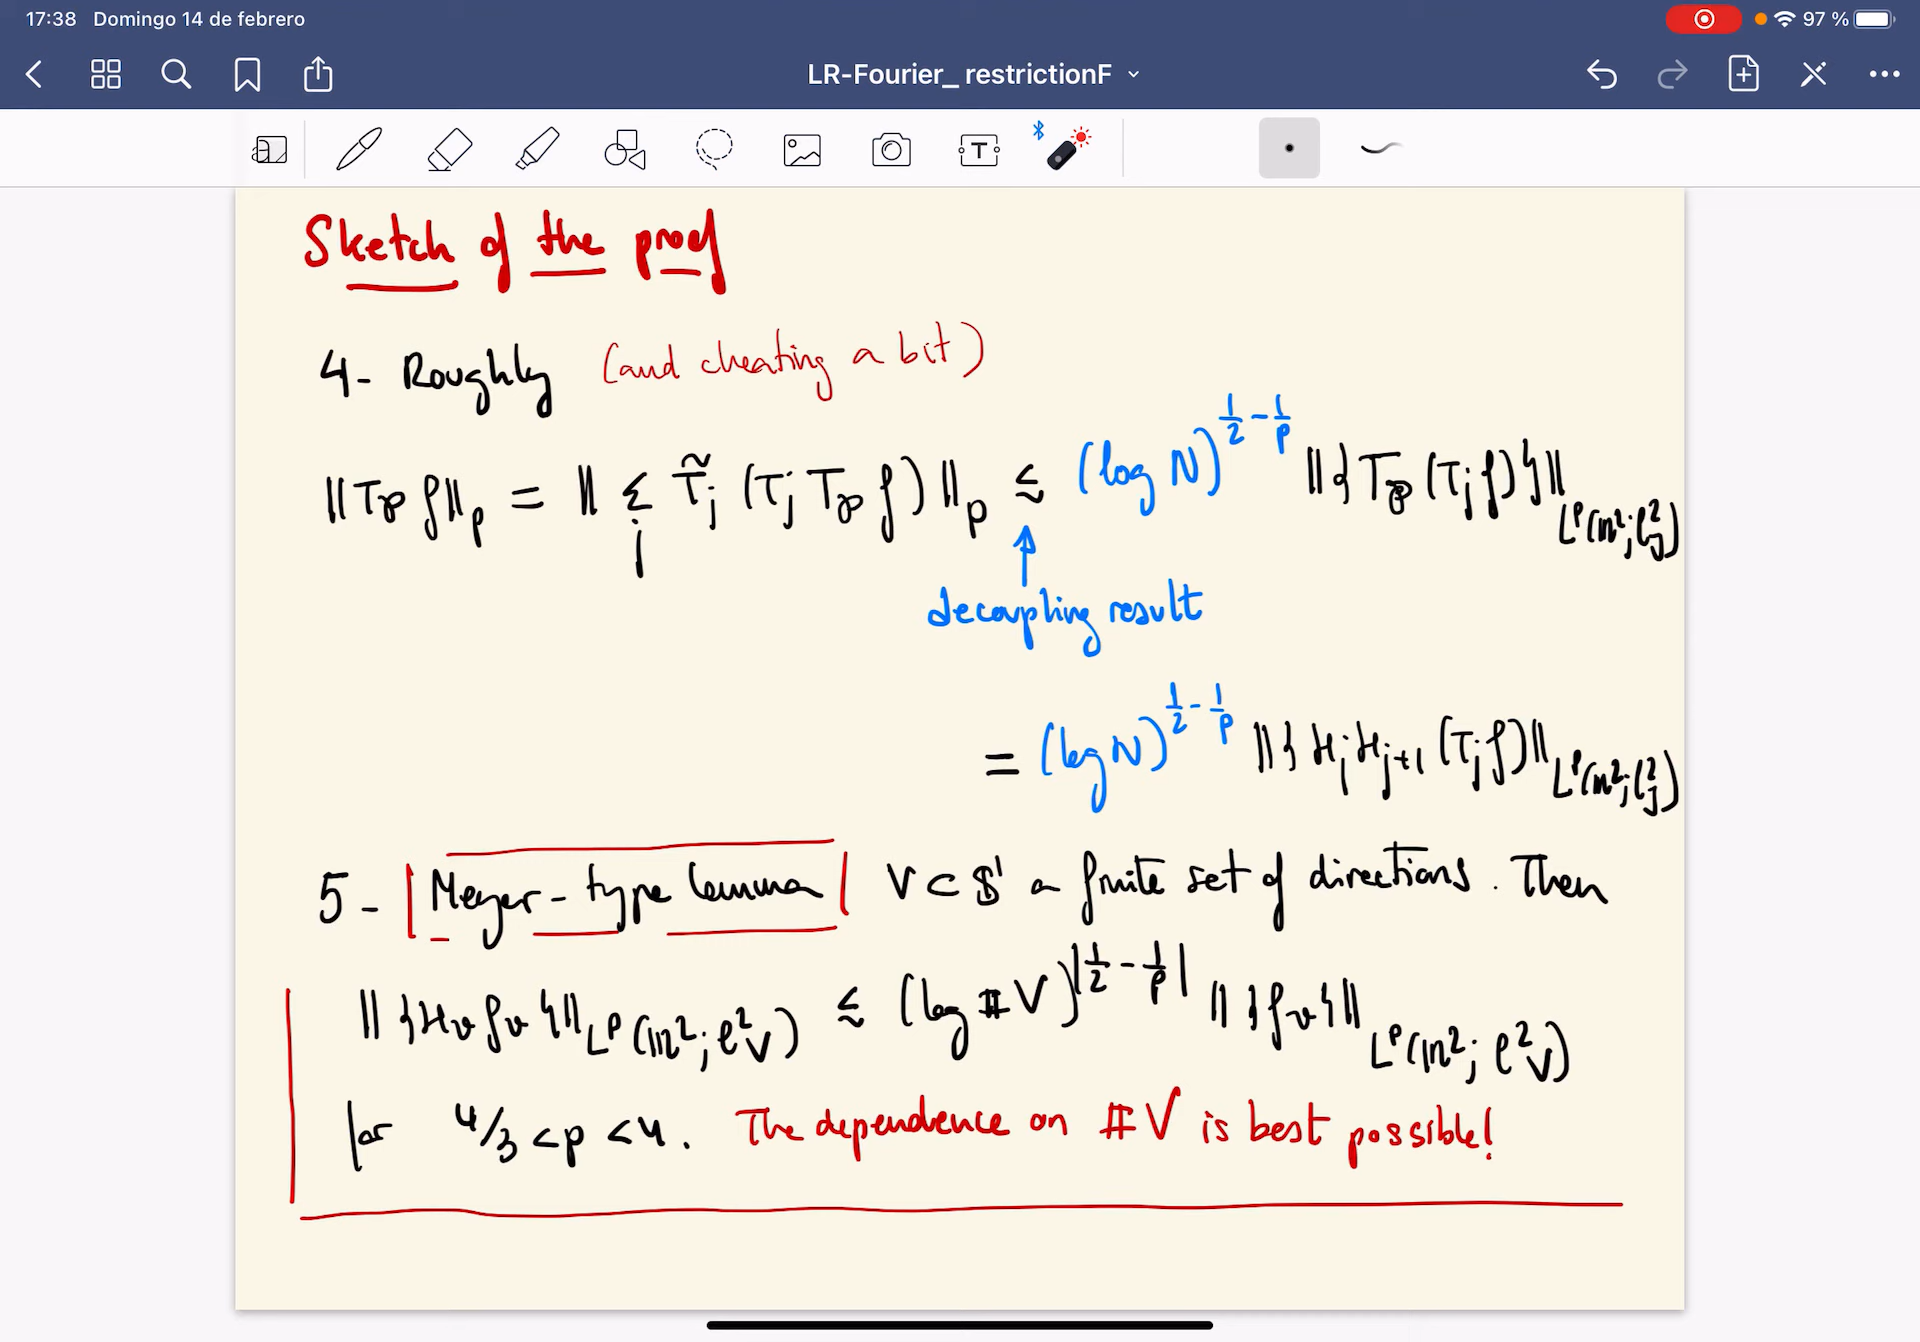 17:38 Domingo 14 de febrero 97 %
LR-Fourier_restrictionF
T
Sketch of the proof
4- Roughly (and cheating a bit)
‖T_𝒫 f‖_p = ‖ Σ_j T̃_j (T_j T_𝒫 f) ‖_p ≲ (log N)^{1/2 - 1/p} ‖{T_𝒫 (T_j f)}‖_{L^p(ℝ²; ℓ²_j)}
decoupling result
= (log N)^{1/2 - 1/p} ‖{ H_j H_{j+1} (T_j f)‖_{L^p(ℝ²; ℓ²_j)}
5- Meyer-type lemma V ⊂ 𝕊¹ a finite set of directions. Then
‖{H_v f_v}‖_{L^p(ℝ²; ℓ²_V)} ≲ (log #V)^{|1/2 - 1/p|} ‖{f_v}‖_{L^p(ℝ²; ℓ²_V)}
for 4/3 < p < 4. The dependence on #V is best possible!